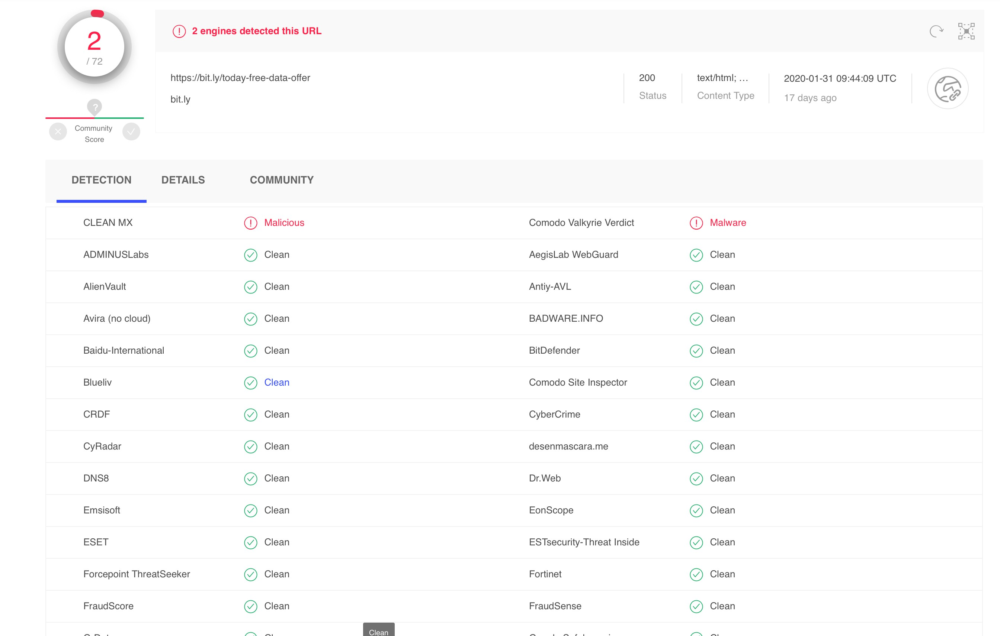 2
/ 72
?
Community
Score
2 engines detected this URL
https://bit.ly/today-free-data-offer
bit.ly
200
Status
text/html; …
Content Type
2020-01-31 09:44:09 UTC
17 days ago
DETECTION DETAILS COMMUNITY
CLEAN MX Malicious Comodo Valkyrie Verdict Malware
ADMINUSLabs Clean AegisLab WebGuard Clean
AlienVault Clean Antiy-AVL Clean
Avira (no cloud) Clean BADWARE.INFO Clean
Baidu-International Clean BitDefender Clean
Blueliv Clean Comodo Site Inspector Clean
CRDF Clean CyberCrime Clean
CyRadar Clean desenmascara.me Clean
DNS8 Clean Dr.Web Clean
Emsisoft Clean EonScope Clean
ESET Clean ESTsecurity-Threat Inside Clean
Forcepoint ThreatSeeker Clean Fortinet Clean
FraudScore Clean FraudSense Clean
Clean